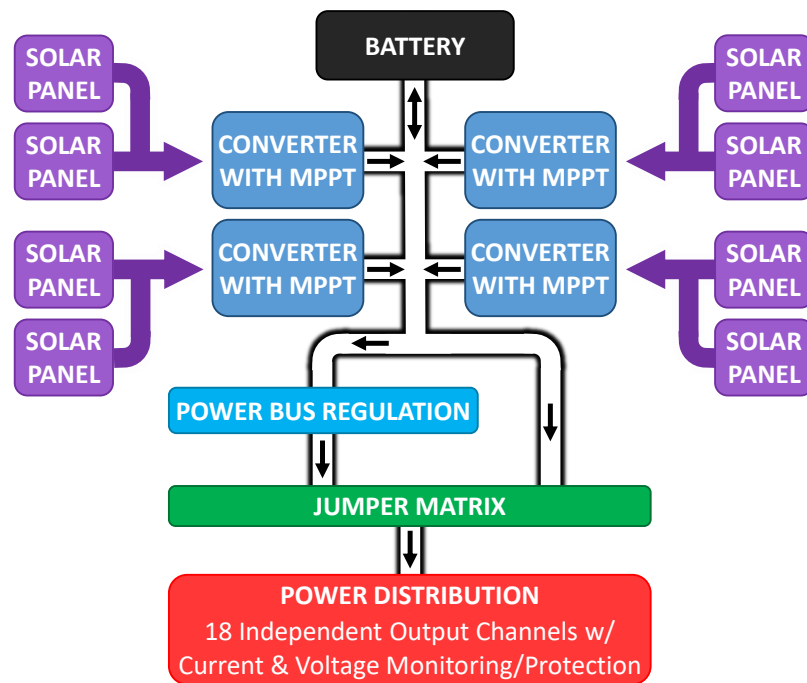 BATTERY
SOLAR
PANEL
SOLAR
PANEL
SOLAR
PANEL
SOLAR
PANEL
CONVERTER
WITH MPPT
CONVERTER
WITH MPPT
SOLAR
PANEL
SOLAR
PANEL
CONVERTER
WITH MPPT
CONVERTER
WITH MPPT
SOLAR
PANEL
SOLAR
PANEL
POWER BUS REGULATION
JUMPER MATRIX
POWER DISTRIBUTION
18 Independent Output Channels w/
Current & Voltage Monitoring/Protection